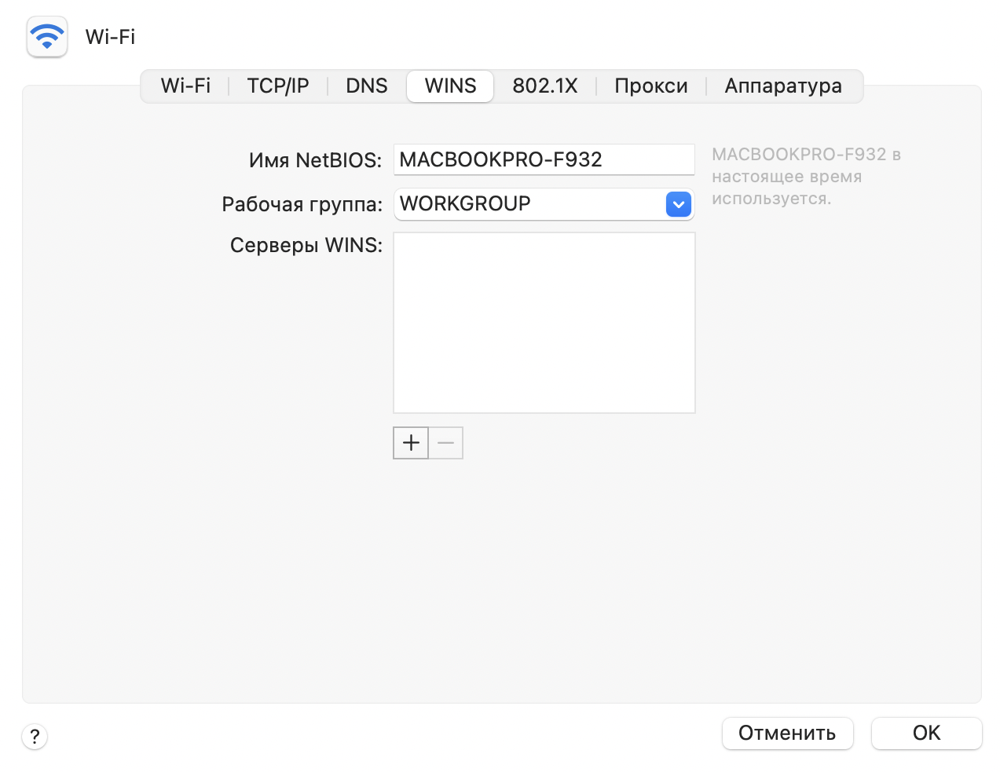 Wi-Fi
Wi-Fi TCP/IP DNS WINS 802.1X Прокси Аппаратура
Имя NetBIOS: MACBOOKPRO-F932
MACBOOKPRO-F932 в
настоящее время
используется.
Рабочая группа: WORKGROUP
Серверы WINS:
+ −
? Отменить OK